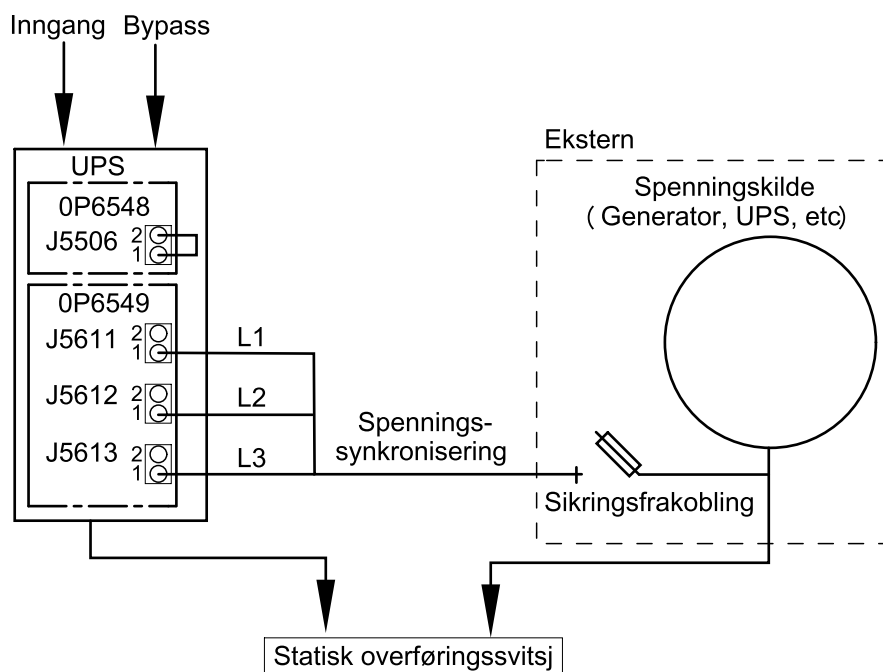 Inngang Bypass
UPS
0P6548
J5506 2
1
0P6549
J5611 2
1
J5612 2
1
J5613 2
1
L1
L2
L3
Spennings-
synkronisering
Ekstern
Spenningskilde
( Generator, UPS, etc)
Sikringsfrakobling
Statisk overføringssvitsj